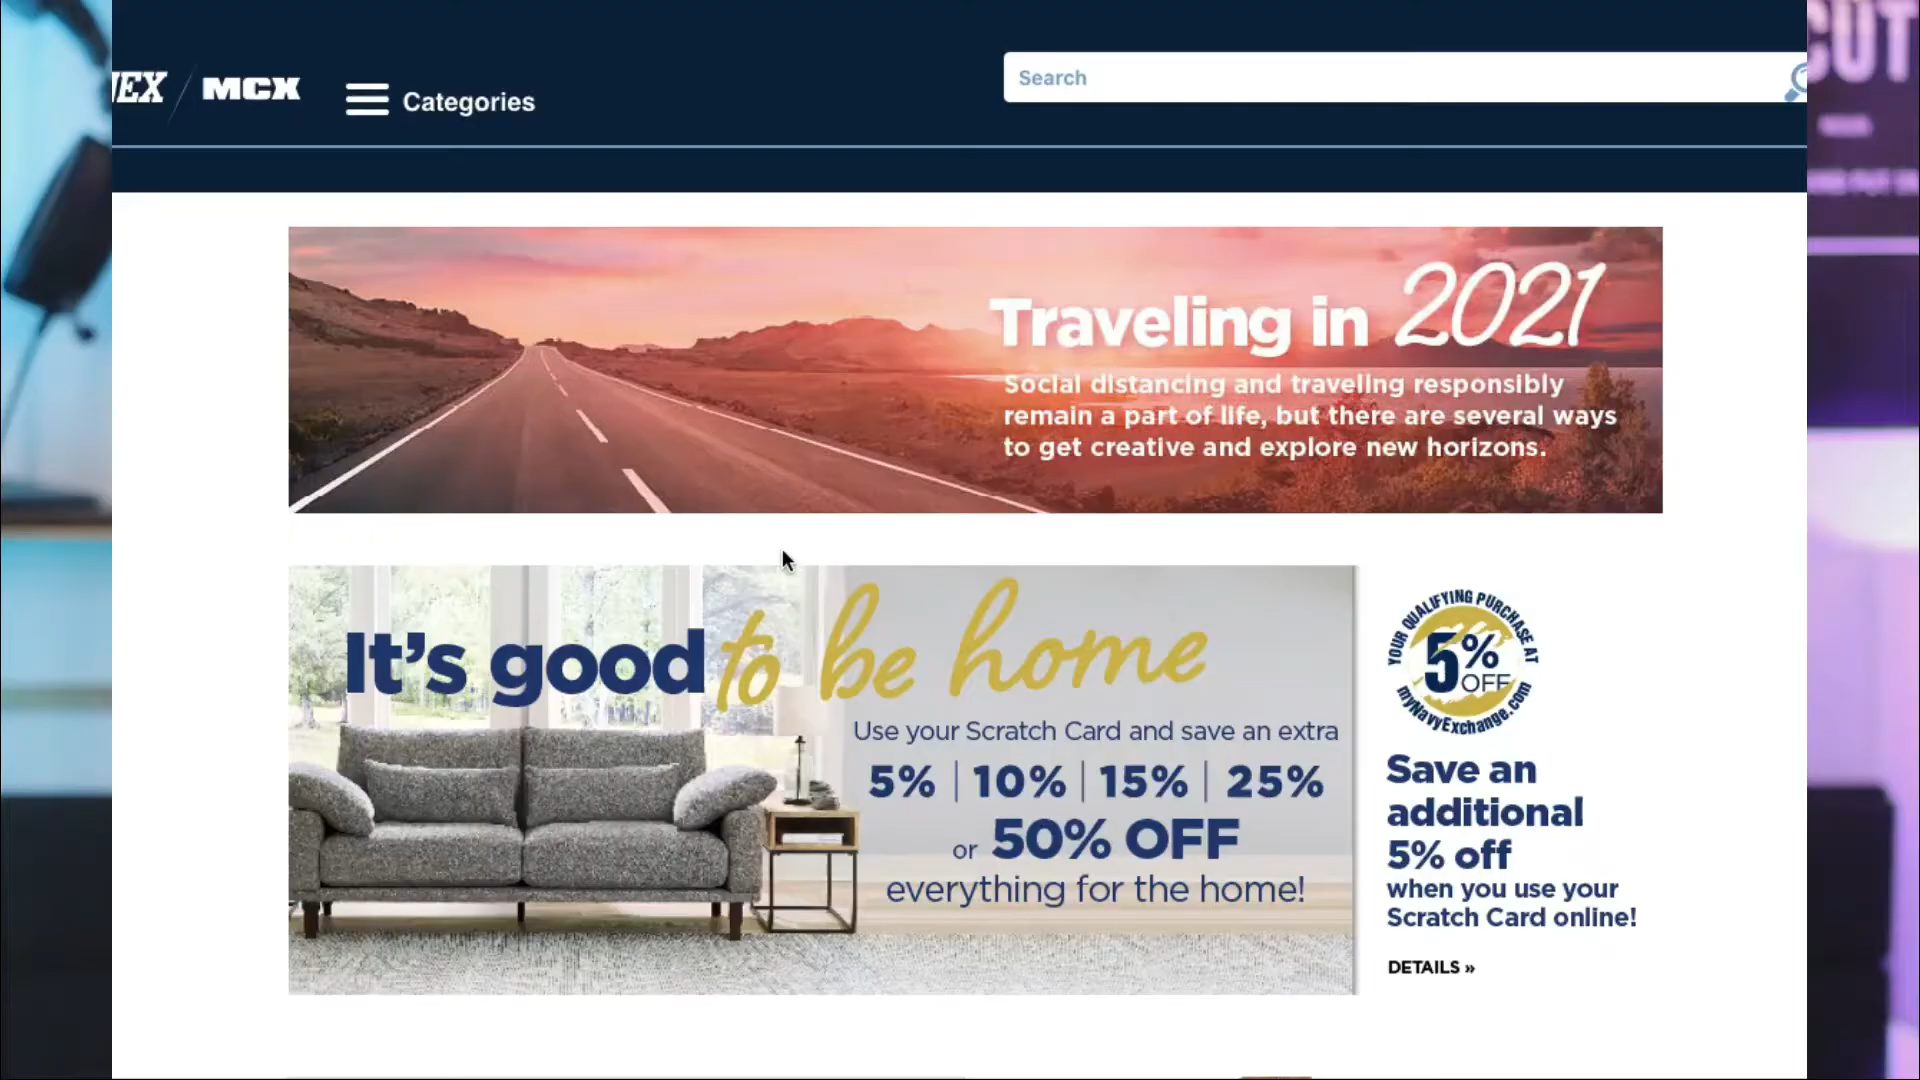 MCX
Categories
Search
Traveling in 2021
Social distancing and traveling responsibly
remain a part of life, but there are several ways
to get creative and explore new horizons.
It's good to be home
Use your Scratch Card and save an extra
5% | 10% | 15% | 25%
or 50% OFF
everything for the home!
YOUR QUALIFYING PURCHASE AT
5%
OFF
myNavyExchange.com
Save an
additional
5% off
when you use your
Scratch Card online!
DETAILS »